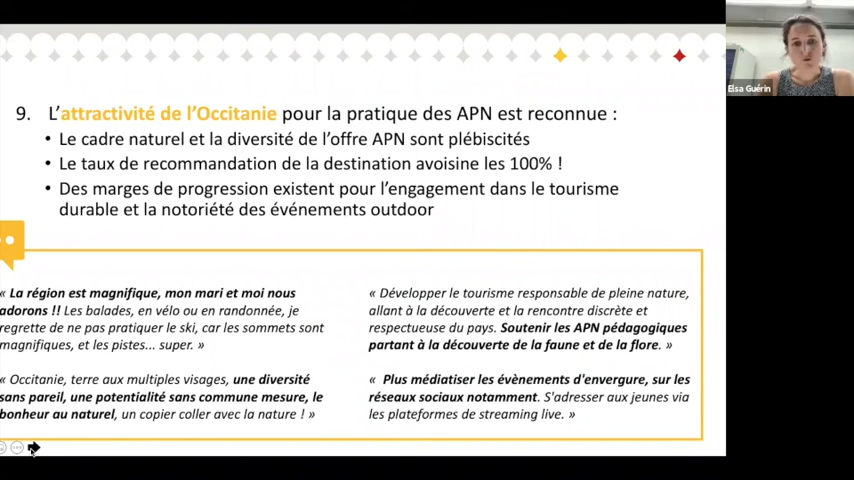 9. L'attractivité de l'Occitanie pour la pratique des APN est reconnue :
• Le cadre naturel et la diversité de l'offre APN sont plébiscités
• Le taux de recommandation de la destination avoisine les 100% !
• Des marges de progression existent pour l'engagement dans le tourisme
durable et la notoriété des événements outdoor
« La région est magnifique, mon mari et moi nous
adorons !! Les balades, en vélo ou en randonnée, je
regrette de ne pas pratiquer le ski, car les sommets sont
magnifiques, et les pistes... super. »
« Occitanie, terre aux multiples visages, une diversité
sans pareil, une potentialité sans commune mesure, le
bonheur au naturel, un copier coller avec la nature ! »
« Développer le tourisme responsable de pleine nature,
allant à la découverte et la rencontre discrète et
respectueuse du pays. Soutenir les APN pédagogiques
partant à la découverte de la faune et de la flore. »
« Plus médiatiser les évènements d'envergure, sur les
réseaux sociaux notamment. S'adresser aux jeunes via
les plateformes de streaming live. »
Elsa Guérin